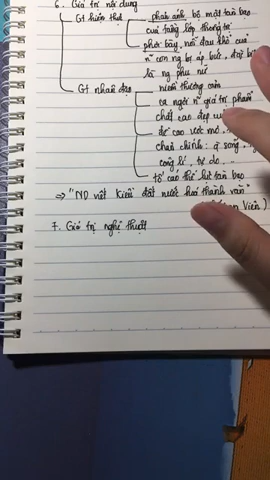 6. Giá trị nội dung
Gt hiện thực
phản ánh bộ mặt tàn bạo
của tầng lớp thống trị
phơi bày nỗi đau khổ của
n con ng bị áp bức, đặc
là ng phụ nữ
Gt nhân đạo
niềm thương cảm
ca ngợi n giá trị phẩm
chất cao đẹp
đề cao ước mơ
chân chính: q sống
công lí, tự do...
tố cáo thế lực tàn bạo
=> "ND viết Kiều đất nước hoá thành văn"
Viên)
7. Giá trị nghệ thuật